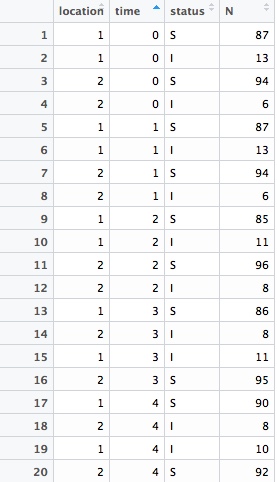 location time status N
1 1 0 S 87
2 1 0 I 13
3 2 0 S 94
4 2 0 I 6
5 1 1 S 87
6 1 1 I 13
7 2 1 S 94
8 2 1 I 6
9 1 2 S 85
10 1 2 I 11
11 2 2 S 96
12 2 2 I 8
13 1 3 S 86
14 2 3 I 8
15 1 3 I 11
16 2 3 S 95
17 1 4 S 90
18 2 4 I 8
19 1 4 I 10
20 2 4 S 92